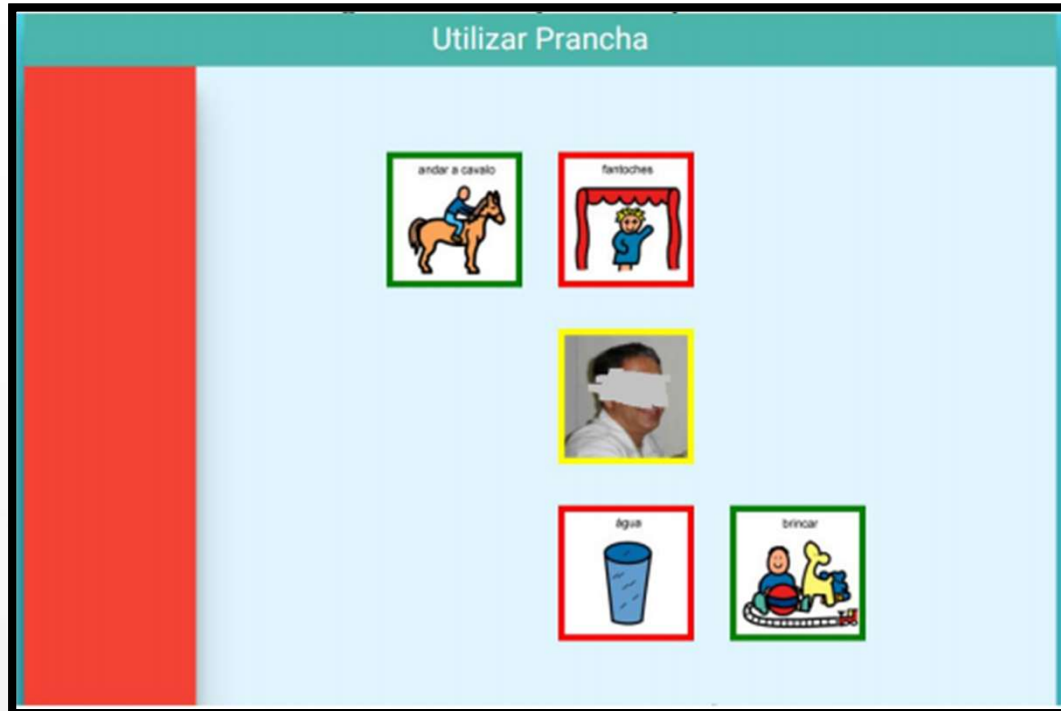 Utilizar Prancha
andar a cavalo
fantoches
água
brincar